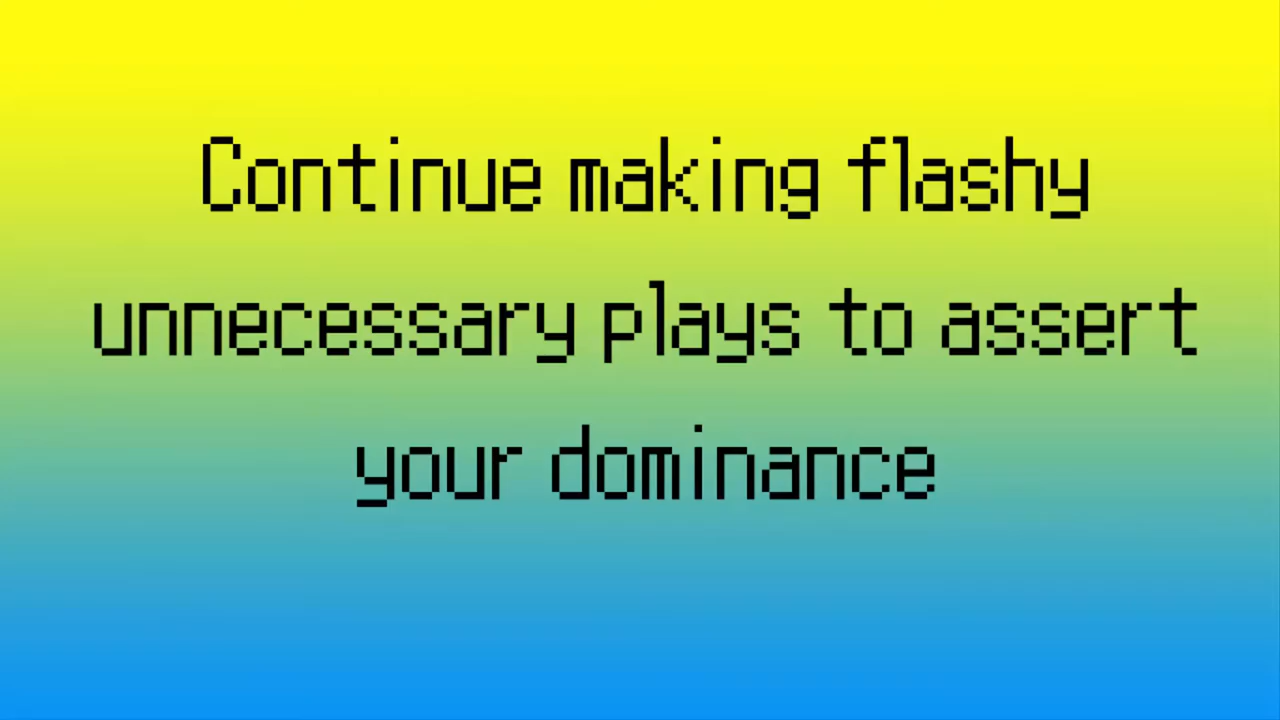 Continue making flashy
unnecessary plays to assert
your dominance